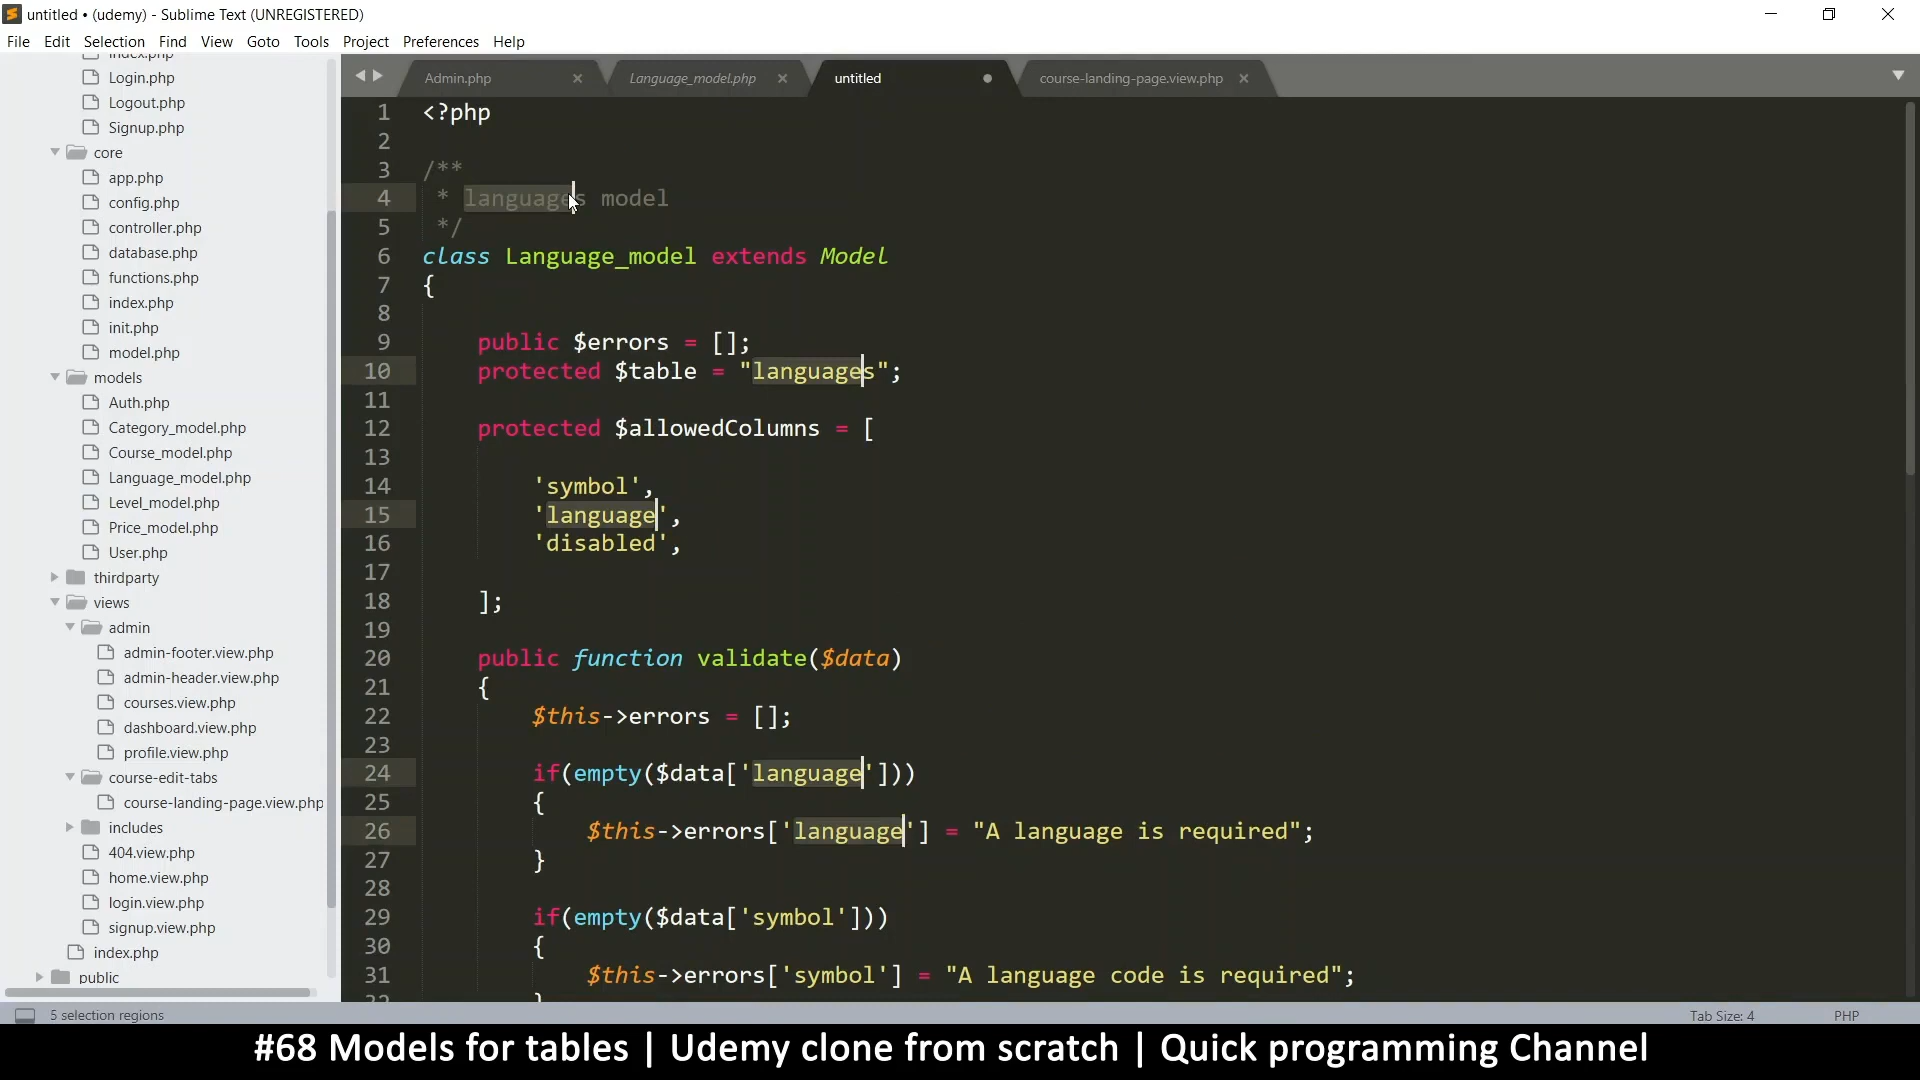 untitled • (udemy) - Sublime Text (UNREGISTERED)
File Edit Selection Find View Goto Tools Project Preferences Help
index.php
Login.php
Logout.php
Signup.php
core
app.php
config.php
controller.php
database.php
functions.php
index.php
init.php
model.php
models
Auth.php
Category_model.php
Course_model.php
Language_model.php
Level_model.php
Price_model.php
User.php
thirdparty
views
admin
admin-footer.view.php
admin-header.view.php
courses.view.php
dashboard.view.php
profile.view.php
course-edit-tabs
course-landing-page.view.php
includes
404.view.php
home.view.php
login.view.php
signup.view.php
index.php
public
Admin.php Language_model.php untitled course-landing-page.view.php
1 <?php
2
3 /**
4 * languages model
5 */
6 class Language_model extends Model
7 {
8
9 public $errors = [];
10 protected $table = "languages";
11
12 protected $allowedColumns = [
13
14 'symbol',
15 'language',
16 'disabled',
17
18 ];
19
20 public function validate($data)
21 {
22 $this->errors = [];
23
24 if(empty($data['language']))
25 {
26 $this->errors['language'] = "A language is required";
27 }
28
29 if(empty($data['symbol']))
30 {
31 $this->errors['symbol'] = "A language code is required";
32 }
5 selection regions Tab Size: 4 PHP
#68 Models for tables | Udemy clone from scratch | Quick programming Channel